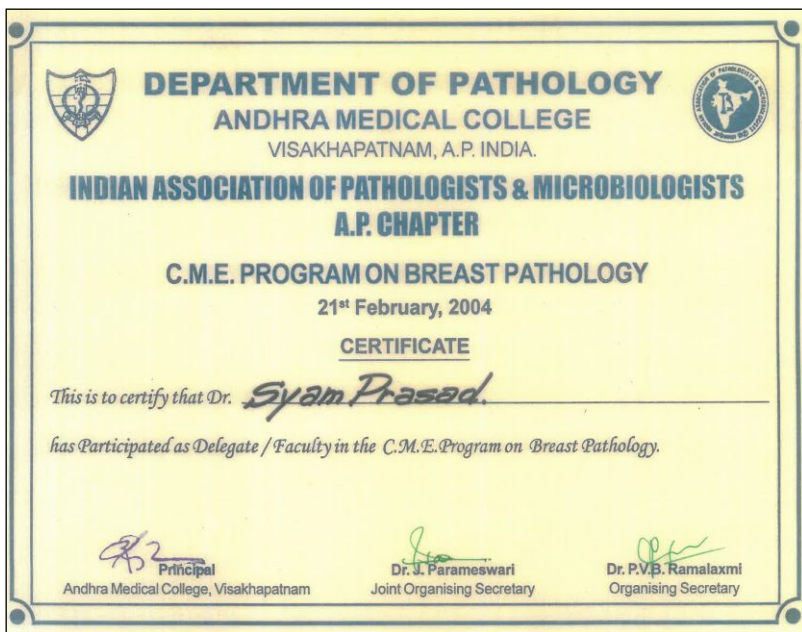 DEPARTMENT OF PATHOLOGY
ANDHRA MEDICAL COLLEGE
VISAKHAPATNAM, A.P. INDIA.
INDIAN ASSOCIATION OF PATHOLOGISTS & MICROBIOLOGISTS
A.P. CHAPTER
C.M.E. PROGRAM ON BREAST PATHOLOGY
21st February, 2004
CERTIFICATE
This is to certify that Dr. Syam Prasad.
has Participated as Delegate / Faculty in the C.M.E.Program on Breast Pathology.
Principal Dr. J. Parameswari Dr. P.V.B. Ramalaxmi
Andhra Medical College, Visakhapatnam Joint Organising Secretary Organising Secretary